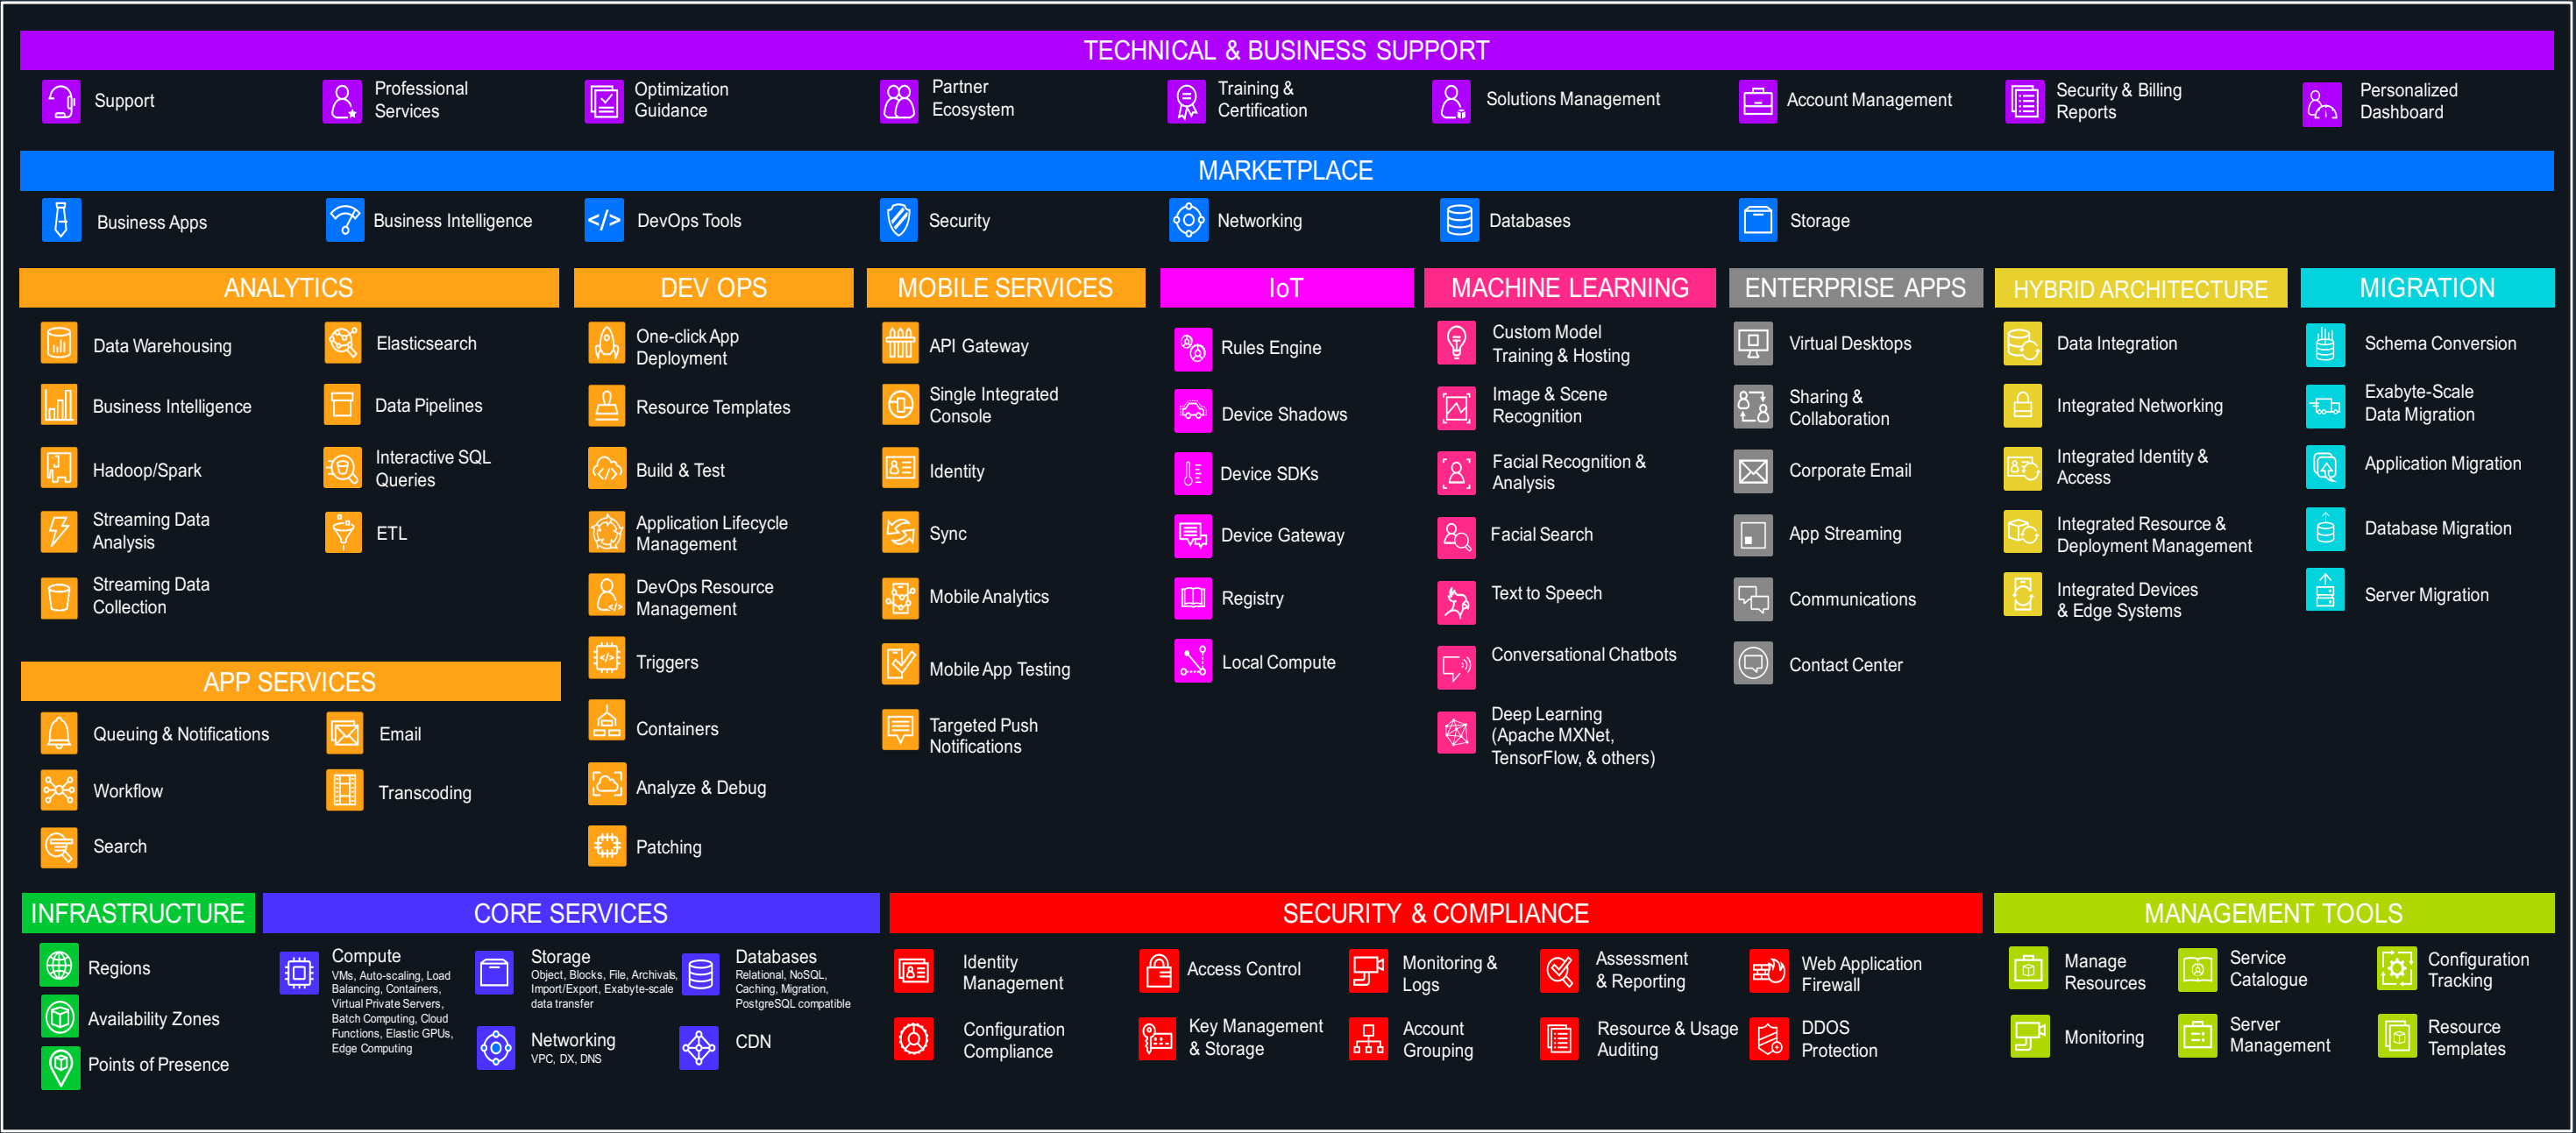 TECHNICAL & BUSINESS SUPPORT
Support
Professional
Services
Optimization
Guidance
Partner
Ecosystem
Training &
Certification
Solutions Management
Account Management
Security & Billing
Reports
Personalized
Dashboard
MARKETPLACE
Business Apps
Business Intelligence
DevOps Tools
Security
Networking
Databases
Storage
ANALYTICS
Data Warehousing
Business Intelligence
Hadoop/Spark
Streaming Data
Analysis
Streaming Data
Collection
Elasticsearch
Data Pipelines
Interactive SQL
Queries
ETL
APP SERVICES
Queuing & Notifications
Workflow
Search
Email
Transcoding
DEV OPS
One-click App
Deployment
Resource Templates
Build & Test
Application Lifecycle
Management
DevOps Resource
Management
Triggers
Containers
Analyze & Debug
Patching
MOBILE SERVICES
API Gateway
Single Integrated
Console
Identity
Sync
Mobile Analytics
Mobile App Testing
Targeted Push
Notifications
IoT
Rules Engine
Device Shadows
Device SDKs
Device Gateway
Registry
Local Compute
MACHINE LEARNING
Custom Model
Training & Hosting
Image & Scene
Recognition
Facial Recognition &
Analysis
Facial Search
Text to Speech
Conversational Chatbots
Deep Learning
(Apache MXNet,
TensorFlow, & others)
ENTERPRISE APPS
Virtual Desktops
Sharing &
Collaboration
Corporate Email
App Streaming
Communications
Contact Center
HYBRID ARCHITECTURE
Data Integration
Integrated Networking
Integrated Identity &
Access
Integrated Resource &
Deployment Management
Integrated Devices
& Edge Systems
MIGRATION
Schema Conversion
Exabyte-Scale
Data Migration
Application Migration
Database Migration
Server Migration
INFRASTRUCTURE
Regions
Availability Zones
Points of Presence
CORE SERVICES
Compute
VMs, Auto-scaling, Load
Balancing, Containers,
Virtual Private Servers,
Batch Computing, Cloud
Functions, Elastic GPUs,
Edge Computing
Storage
Object, Blocks, File, Archivals,
Import/Export, Exabyte-scale
data transfer
Databases
Relational, NoSQL,
Caching, Migration,
PostgreSQL compatible
Networking
VPC, DX, DNS
CDN
SECURITY & COMPLIANCE
Identity
Management
Access Control
Monitoring &
Logs
Assessment
& Reporting
Web Application
Firewall
Configuration
Compliance
Key Management
& Storage
Account
Grouping
Resource & Usage
Auditing
DDOS
Protection
MANAGEMENT TOOLS
Manage
Resources
Service
Catalogue
Configuration
Tracking
Monitoring
Server
Management
Resource
Templates